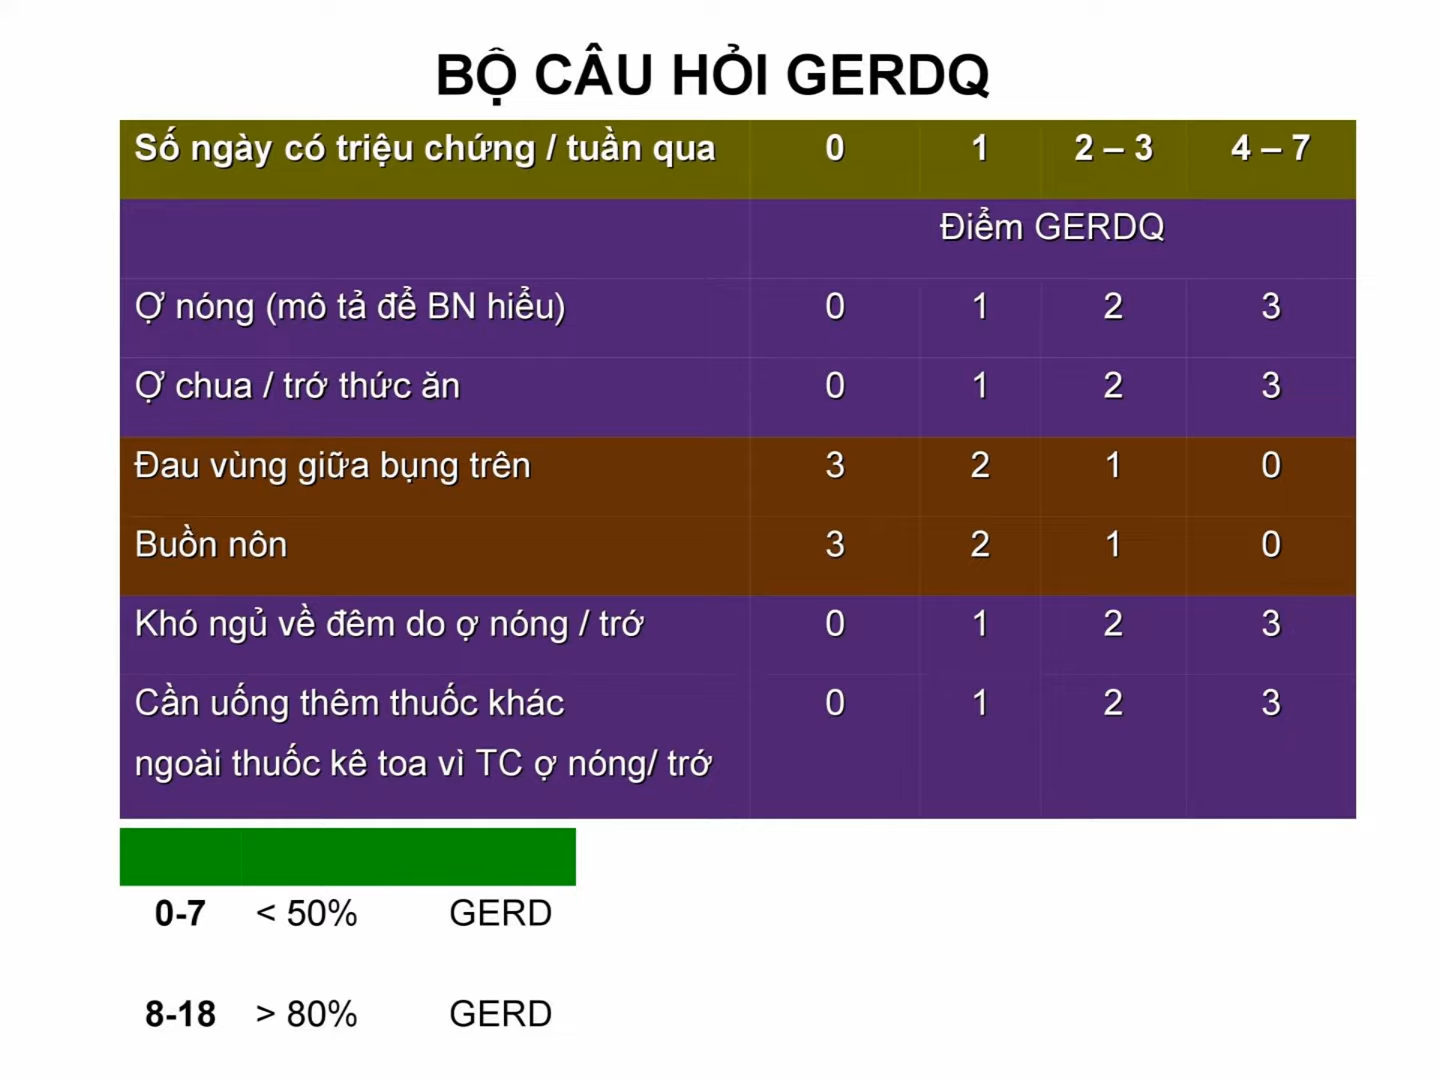 BỘ CÂU HỎI GERDQ
Số ngày có triệu chứng / tuần qua 0 1 2 – 3 4 – 7
Điểm GERDQ
Ợ nóng (mô tả để BN hiểu) 0 1 2 3
Ợ chua / trớ thức ăn 0 1 2 3
Đau vùng giữa bụng trên 3 2 1 0
Buồn nôn 3 2 1 0
Khó ngủ về đêm do ợ nóng / trớ 0 1 2 3
Cần uống thêm thuốc khác 0 1 2 3
ngoài thuốc kê toa vì TC ợ nóng/ trớ
0-7 < 50% GERD
8-18 > 80% GERD